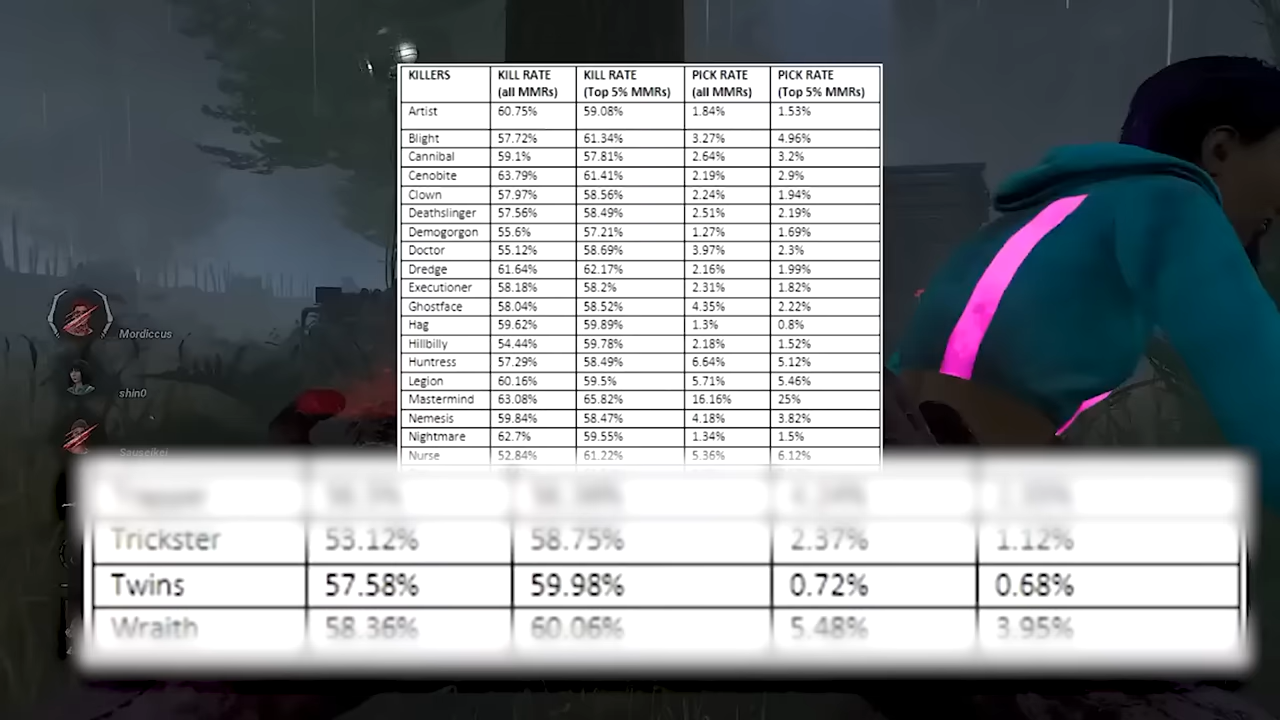 KILLERS KILL RATE (all MMRs) KILL RATE (Top 5% MMRs) PICK RATE (all MMRs) PICK RATE (Top 5% MMRs)
Artist 60.75% 59.08% 1.84% 1.53%
Blight 57.72% 61.34% 3.27% 4.96%
Cannibal 59.1% 57.81% 2.64% 3.2%
Cenobite 63.79% 61.41% 2.19% 2.9%
Clown 57.97% 58.56% 2.24% 1.94%
Deathslinger 57.56% 58.49% 2.51% 2.19%
Demogorgon 55.6% 57.21% 1.27% 1.69%
Doctor 55.12% 58.69% 3.97% 2.3%
Dredge 61.64% 62.17% 2.16% 1.99%
Executioner 58.18% 58.2% 2.31% 1.82%
Ghostface 58.04% 58.52% 4.35% 2.22%
Hag 59.62% 59.89% 1.3% 0.8%
Hillbilly 54.44% 59.78% 2.18% 1.52%
Huntress 57.29% 58.49% 6.64% 5.12%
Legion 60.16% 59.5% 5.71% 5.46%
Mastermind 63.08% 65.82% 16.16% 25%
Nemesis 59.84% 58.47% 4.18% 3.82%
Nightmare 62.7% 59.55% 1.34% 1.5%
Nurse 52.84% 61.22% 5.36% 6.12%
Trickster 53.12% 58.75% 2.37% 1.12%
Twins 57.58% 59.98% 0.72% 0.68%
Wraith 58.36% 60.06% 5.48% 3.95%
Mordiccus
shin0